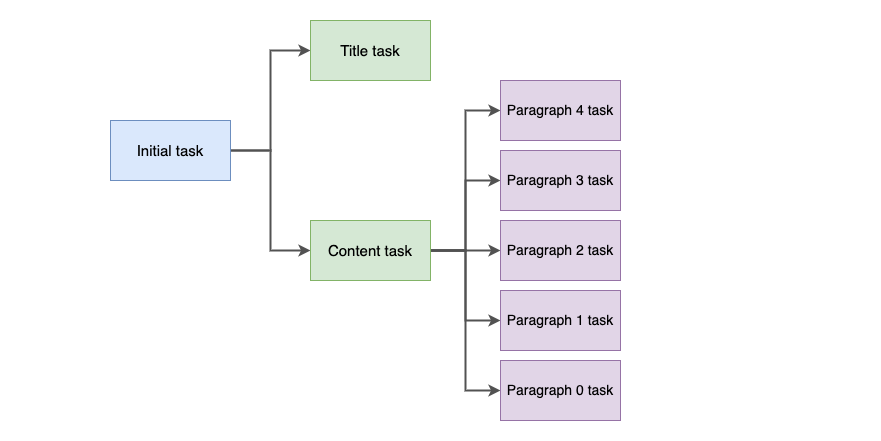 Title task
Initial task
Content task
Paragraph 4 task
Paragraph 3 task
Paragraph 2 task
Paragraph 1 task
Paragraph 0 task